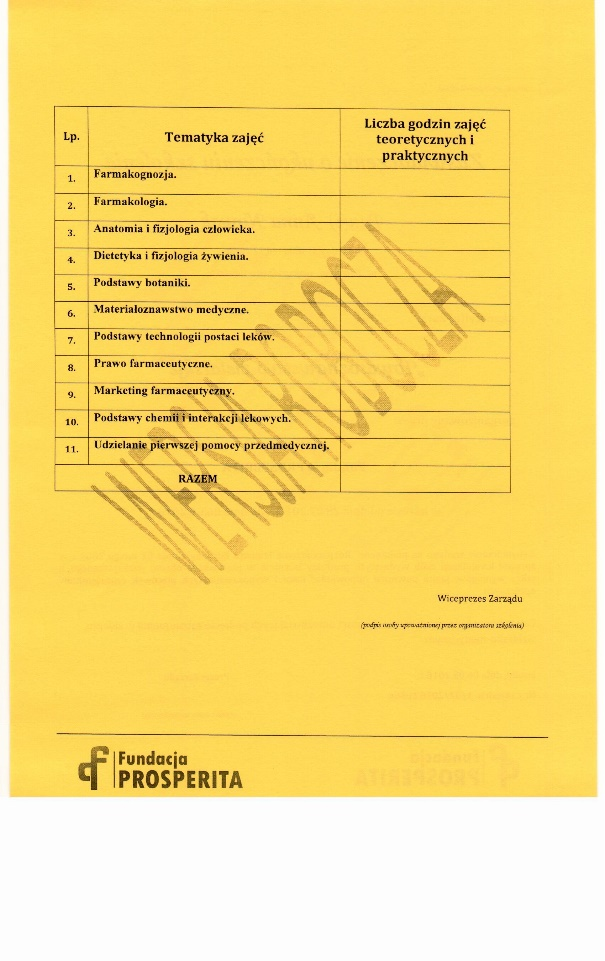 Lp.
Tematyka zajęć
Liczba godzin zajęć
teoretycznych i
praktycznych
1. Farmakognozja.
2. Farmakologia.
3. Anatomia i fizjologia człowieka.
4. Dietetyka i fizjologia żywienia.
5. Podstawy botaniki.
6. Materiałoznawstwo medyczne.
7. Podstawy technologii postaci leków.
8. Prawo farmaceutyczne.
9. Marketing farmaceutyczny.
10. Podstawy chemii i interakcji lekowych.
11. Udzielanie pierwszej pomocy przedmedycznej.
RAZEM
WERSJA ROBOCZA
Wiceprezes Zarządu
(podpis osoby upoważnionej przez organizatora szkolenia)
Fundacja
PROSPERITA